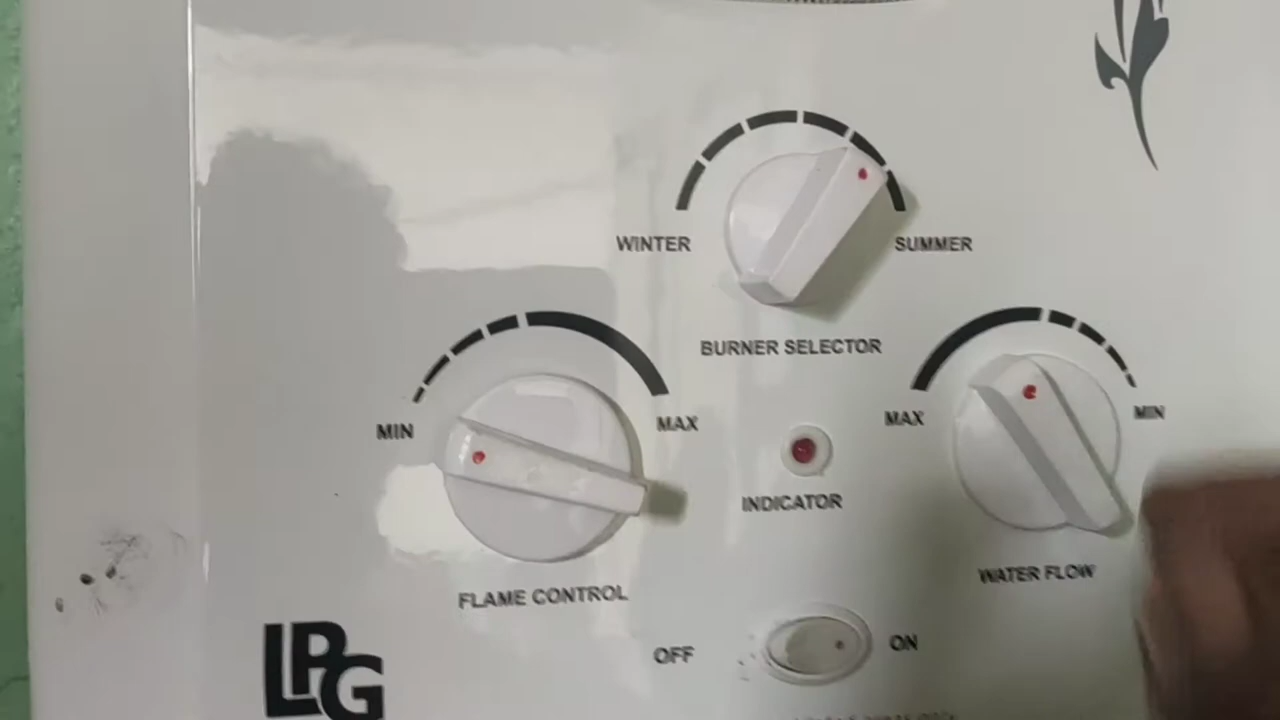 WINTER
SUMMER
BURNER SELECTOR
MIN
MAX
MAX
MIN
INDICATOR
WATER FLOW
FLAME CONTROL
OFF
ON
LPG